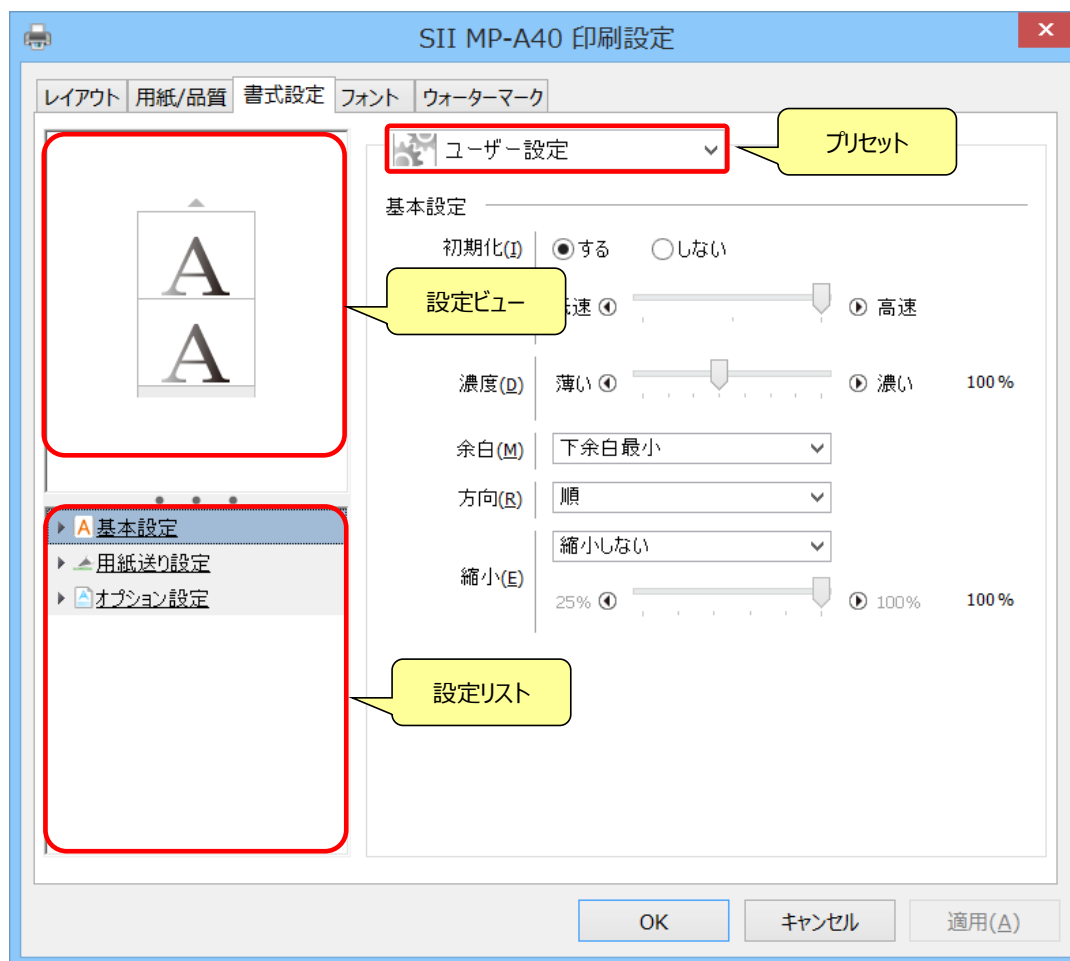 SII MP-A40 印刷設定
レイアウト 用紙/品質 書式設定 フォント ウォーターマーク
ユーザー設定
プリセット
A
A
設定ビュー
基本設定
用紙送り設定
オプション設定
設定リスト
基本設定
初期化(I) する しない
速 高速
濃度(D) 薄い 濃い 100%
余白(M) 下余白最小
方向(R) 順
縮小しない
縮小(E)
25% 100% 100%
OK キャンセル 適用(A)